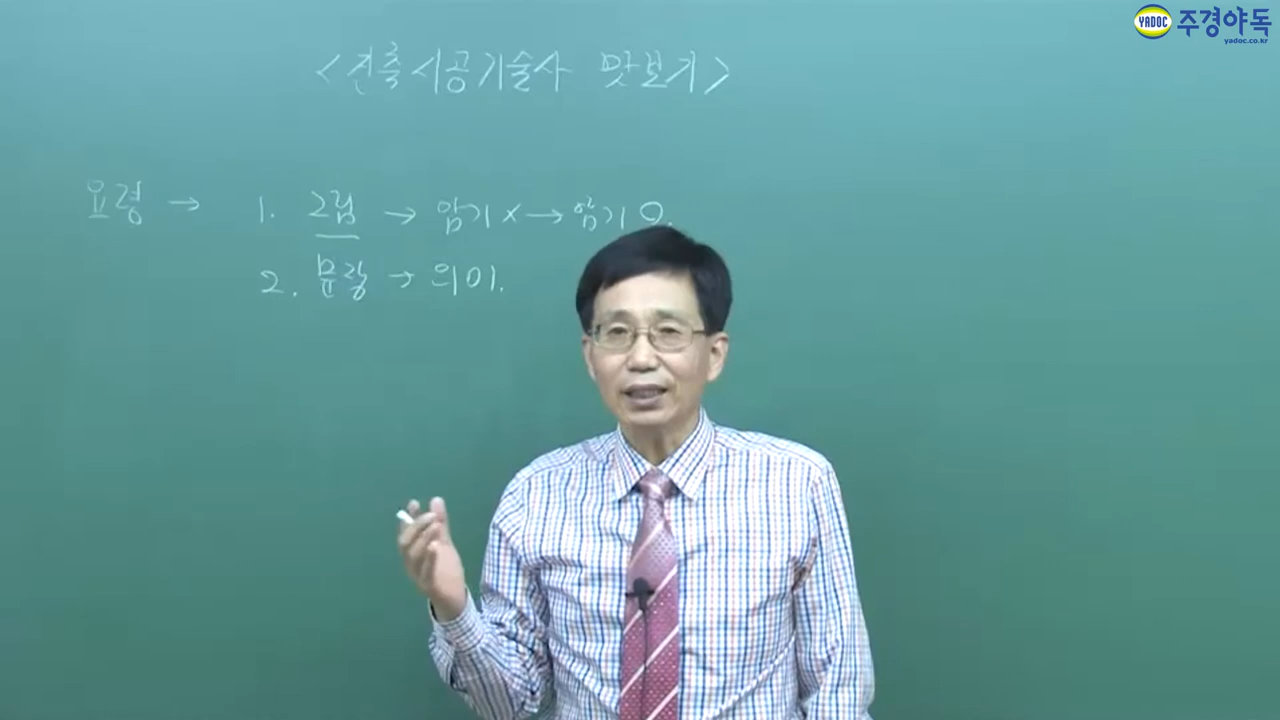 YADOC 주경야독
yadoc.co.kr
<건축시공기술사 맛보기>
요령 → 1. 그림 → 암기 × → 암기 O.
2. 문장 → 의미.